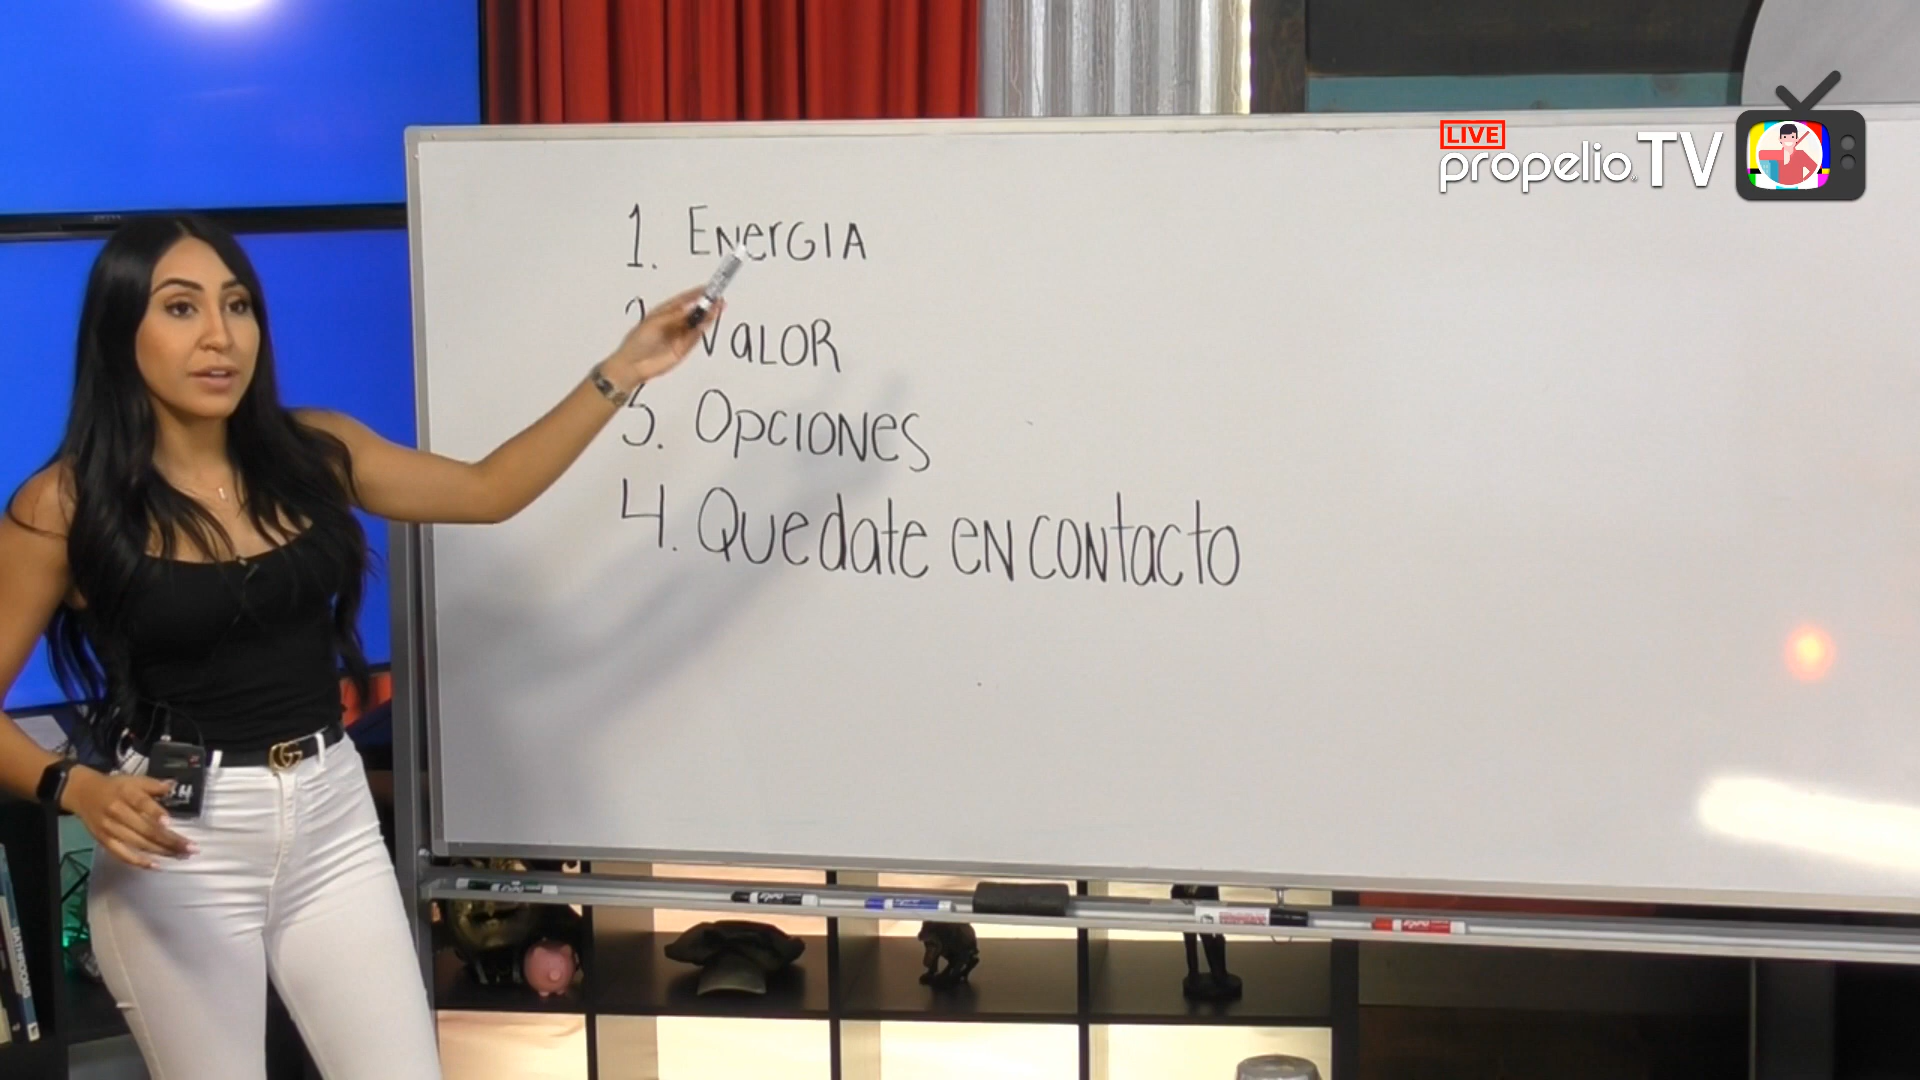 LIVE
propelio.TV
1. ENerGIA
2. ValOR
3. OpcIONes
4. Quedate eN coNtacto